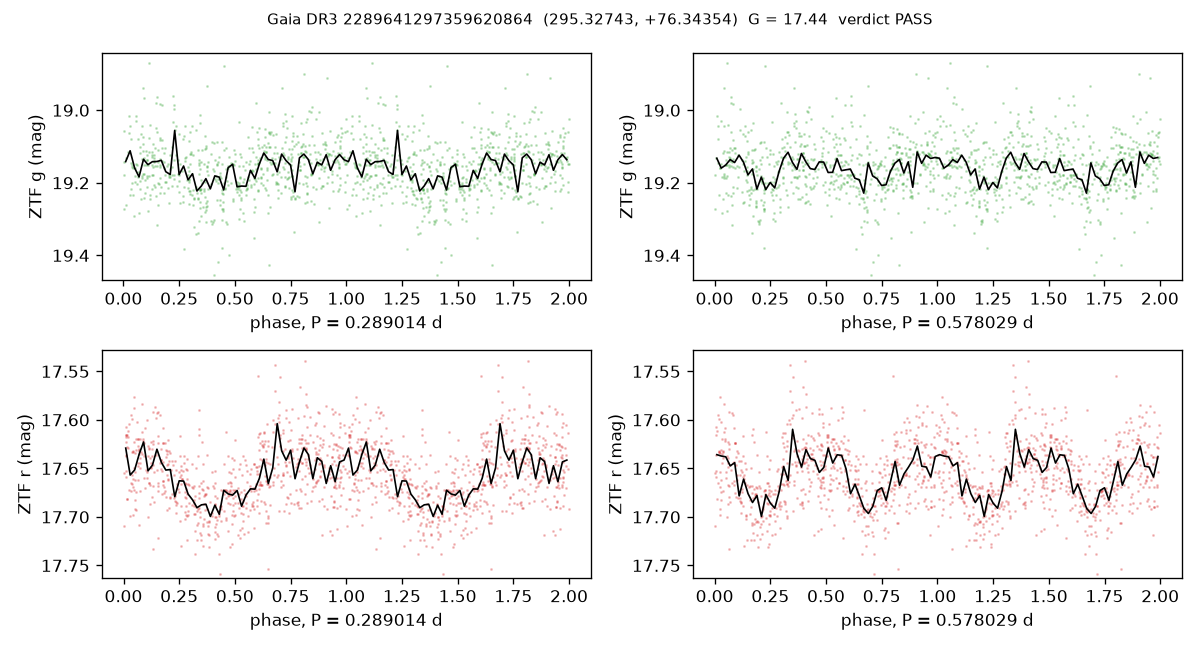 Gaia DR3 2289641297359620864 (295.32743, +76.34354) G = 17.44 verdict PASS
ZTF g (mag)
19.0
19.2
19.4
0.00 0.25 0.50 0.75 1.00 1.25 1.50 1.75 2.00
phase, P = 0.289014 d
ZTF g (mag)
19.0
19.2
19.4
0.00 0.25 0.50 0.75 1.00 1.25 1.50 1.75 2.00
phase, P = 0.578029 d
ZTF r (mag)
17.55
17.60
17.65
17.70
17.75
0.00 0.25 0.50 0.75 1.00 1.25 1.50 1.75 2.00
phase, P = 0.289014 d
ZTF r (mag)
17.55
17.60
17.65
17.70
17.75
0.00 0.25 0.50 0.75 1.00 1.25 1.50 1.75 2.00
phase, P = 0.578029 d